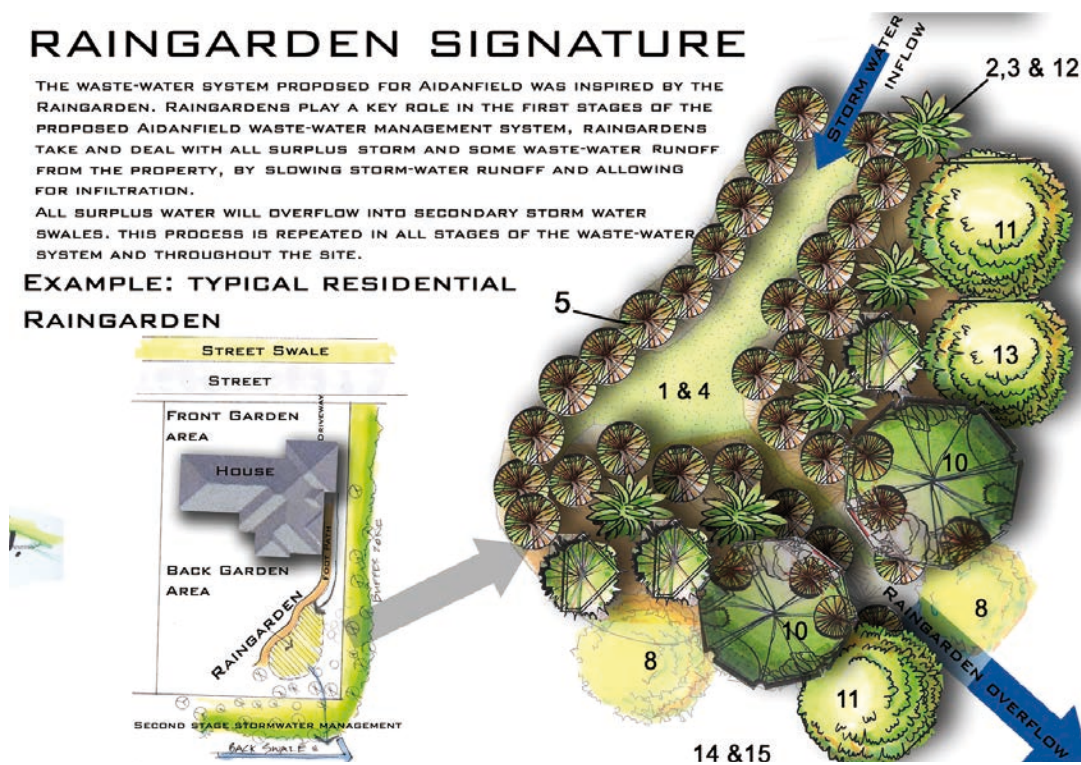 RAINGARDEN SIGNATURE
THE WASTE-WATER SYSTEM PROPOSED FOR AIDANFIELD WAS INSPIRED BY THE
RAINGARDEN. RAINGARDENS PLAY A KEY ROLE IN THE FIRST STAGES OF THE
PROPOSED AIDANFIELD WASTE-WATER MANAGEMENT SYSTEM, RAINGARDENS
TAKE AND DEAL WITH ALL SURPLUS STORM AND SOME WASTE-WATER RUNOFF
FROM THE PROPERTY, BY SLOWING STORM-WATER RUNOFF AND ALLOWING
FOR INFILTRATION.
ALL SURPLUS WATER WILL OVERFLOW INTO SECONDARY STORM WATER
SWALES. THIS PROCESS IS REPEATED IN ALL STAGES OF THE WASTE-WATER
SYSTEM AND THROUGHOUT THE SITE.
EXAMPLE: TYPICAL RESIDENTIAL
RAINGARDEN
STREET SWALE
STREET
FRONT GARDEN
AREA
DRIVEWAY
HOUSE
FOOT PATH
BACK GARDEN
AREA
BUFFER ZONE
RAINGARDEN
SECOND STAGE STORMWATER MANAGEMENT
BACK SWALE
STORM WATER
INFLOW
2,3 & 12
11
5
13
1 & 4
10
8
10
8
11
RAINGARDEN OVERFLOW
14 &15